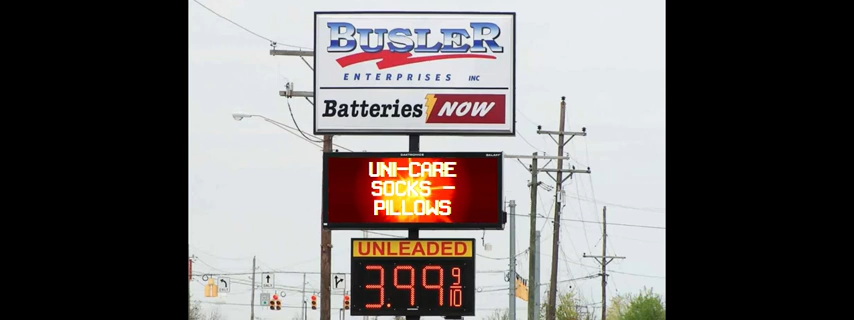 BUSLER
ENTERPRISES INC
Batteries NOW
UNI-CARE
SOCKS -
PILLOWS
UNLEADED
3.99 9/10